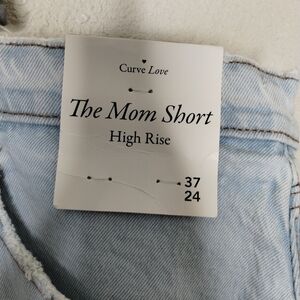 Curve Love
The Mom Short
High Rise
37
24